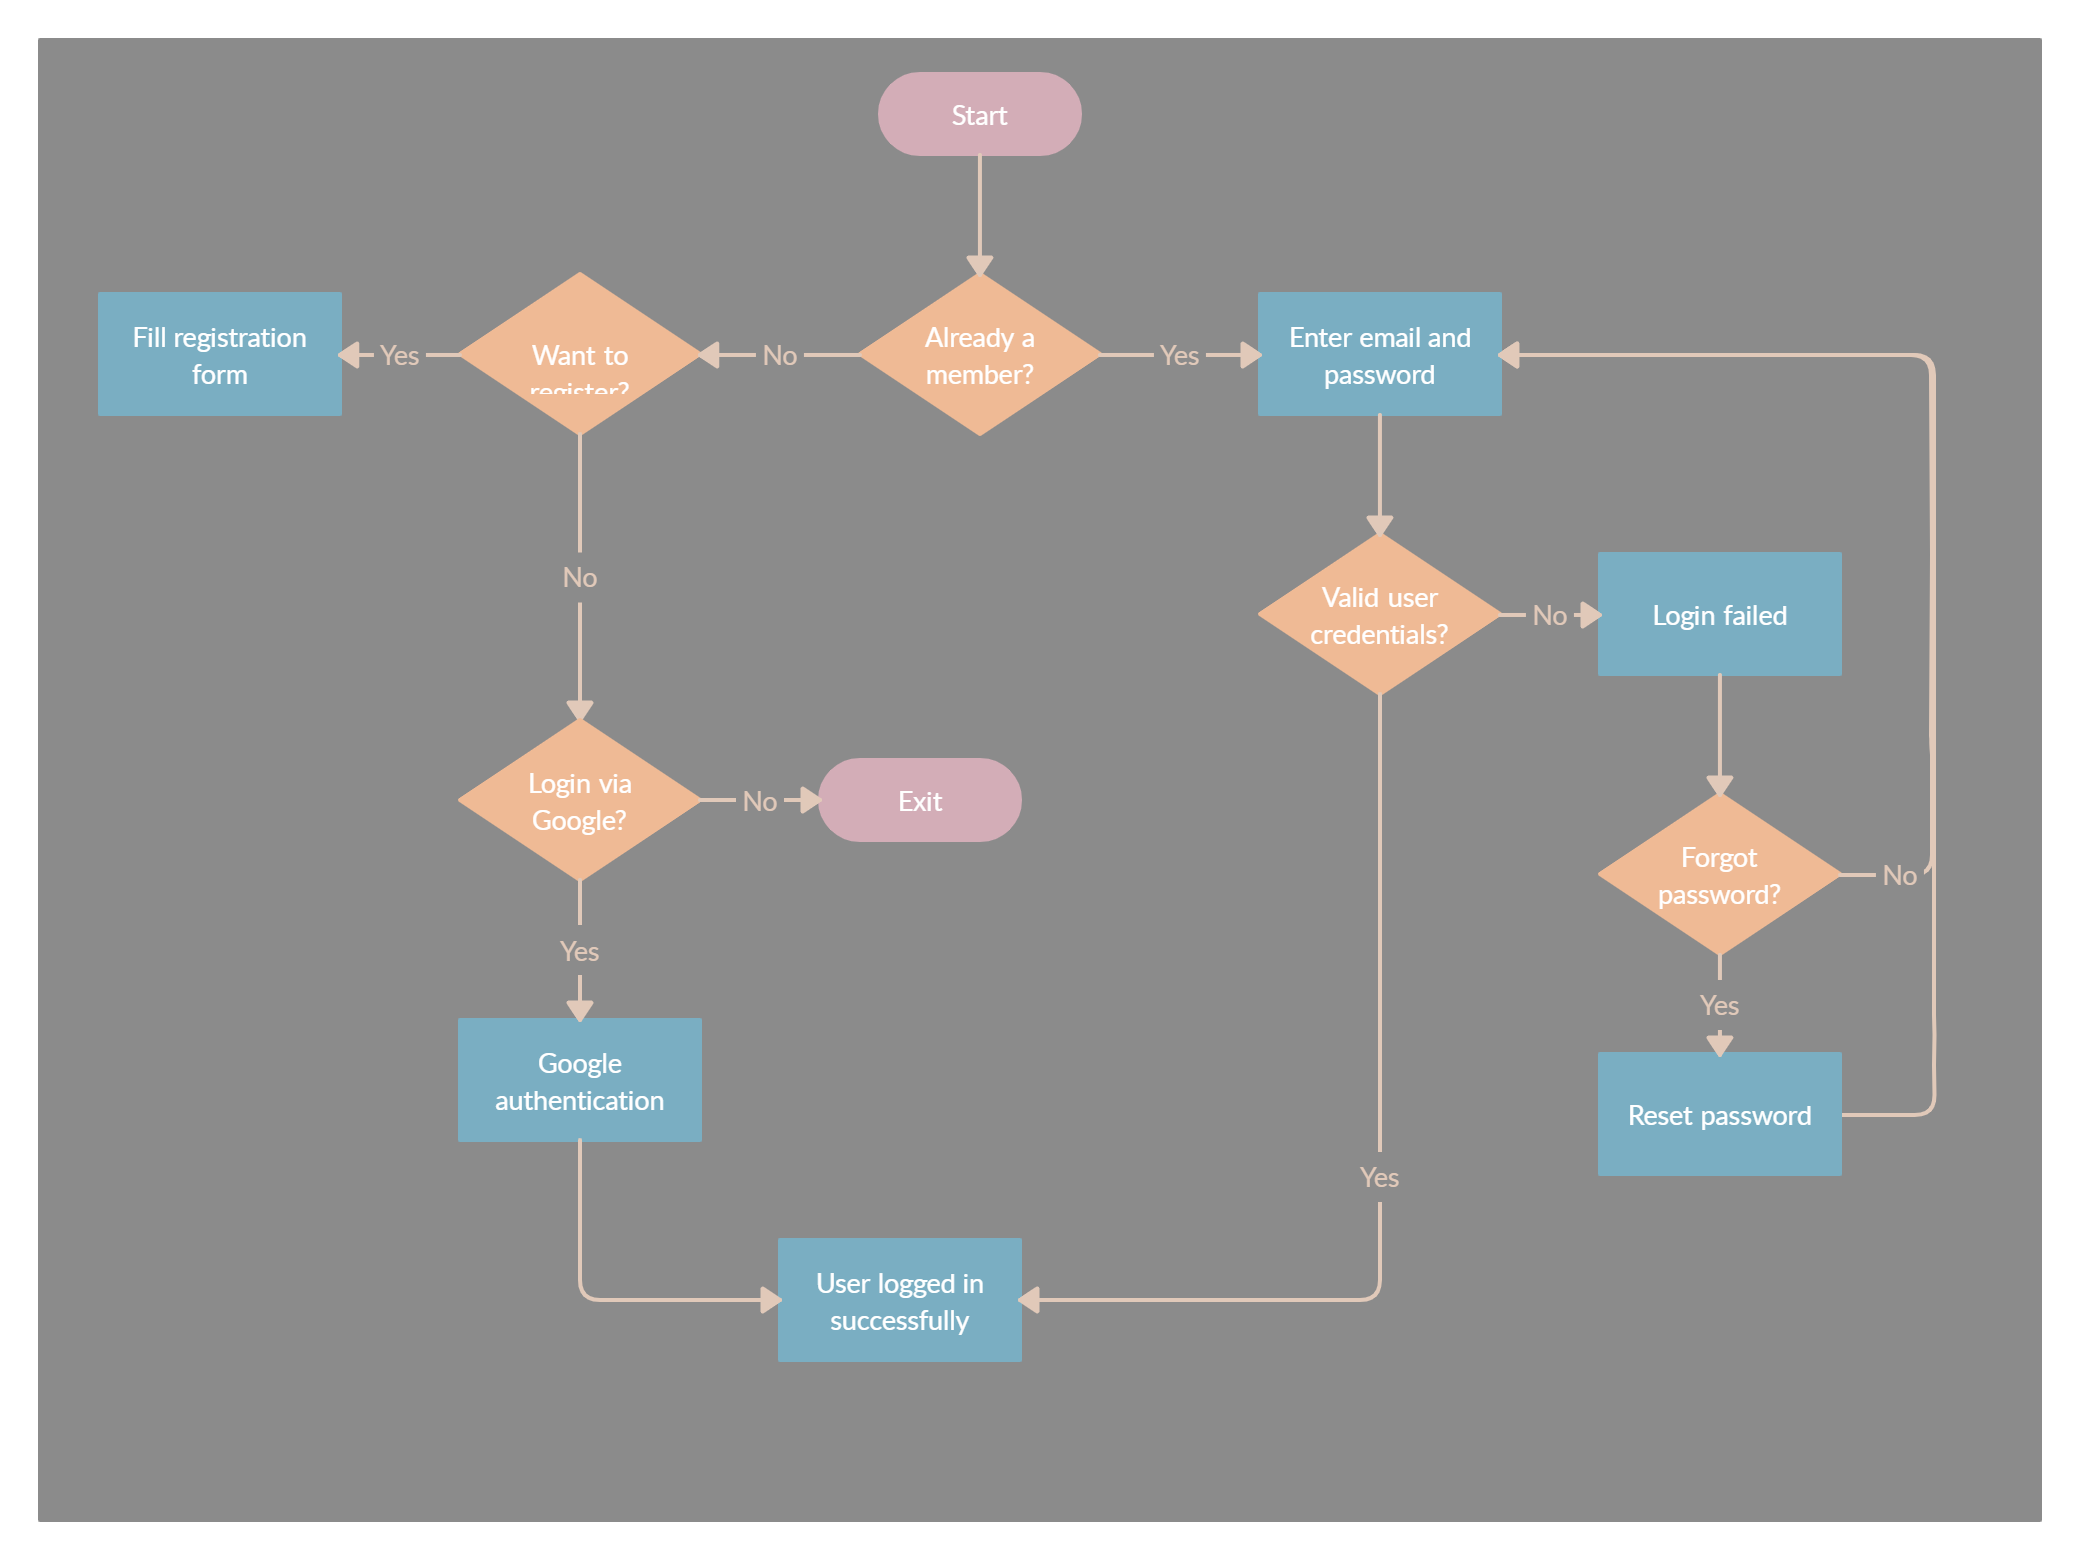 Start
Fill registration
form
Yes
Want to
register?
No
Already a
member?
Yes
Enter email and
password
No
Valid user
credentials?
No
Login failed
Login via
Google?
No
Exit
Forgot
password?
No
Yes
Yes
Google
authentication
Reset password
Yes
User logged in
successfully